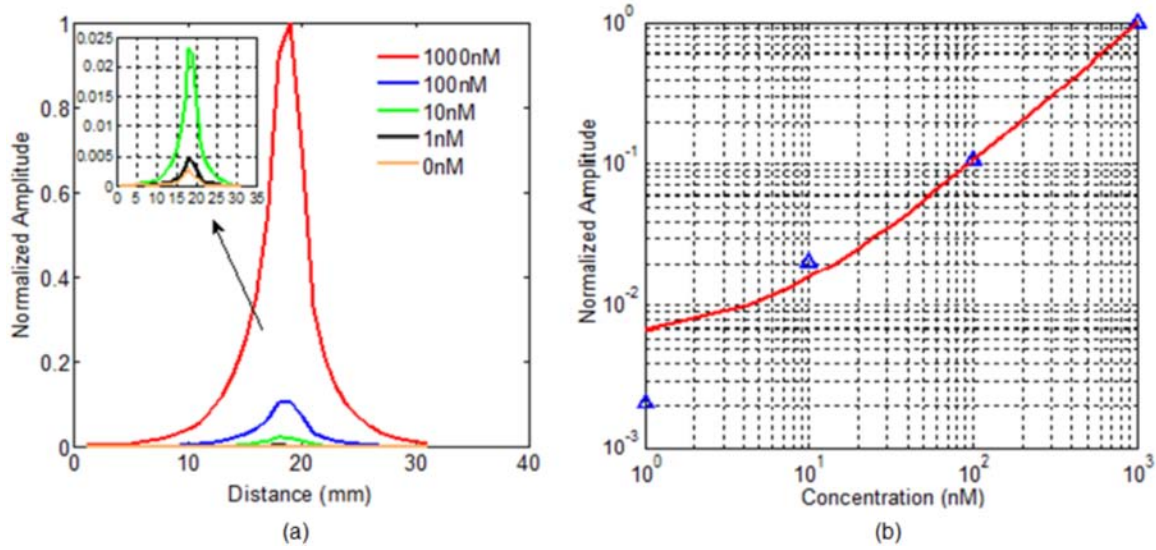 1
0.8
0.6
0.4
0.2
0
0 10 20 30 40
Normalized Amplitude
Distance (mm)
0.025
0.02
0.015
0.01
0.005
0
0 5 10 15 20 25 30 35
1000nM
100nM
10nM
1nM
0nM
(a)
10^0
10^-1
10^-2
10^-3
10^0 10^1 10^2 10^3
Normalized Amplitude
Concentration (nM)
(b)